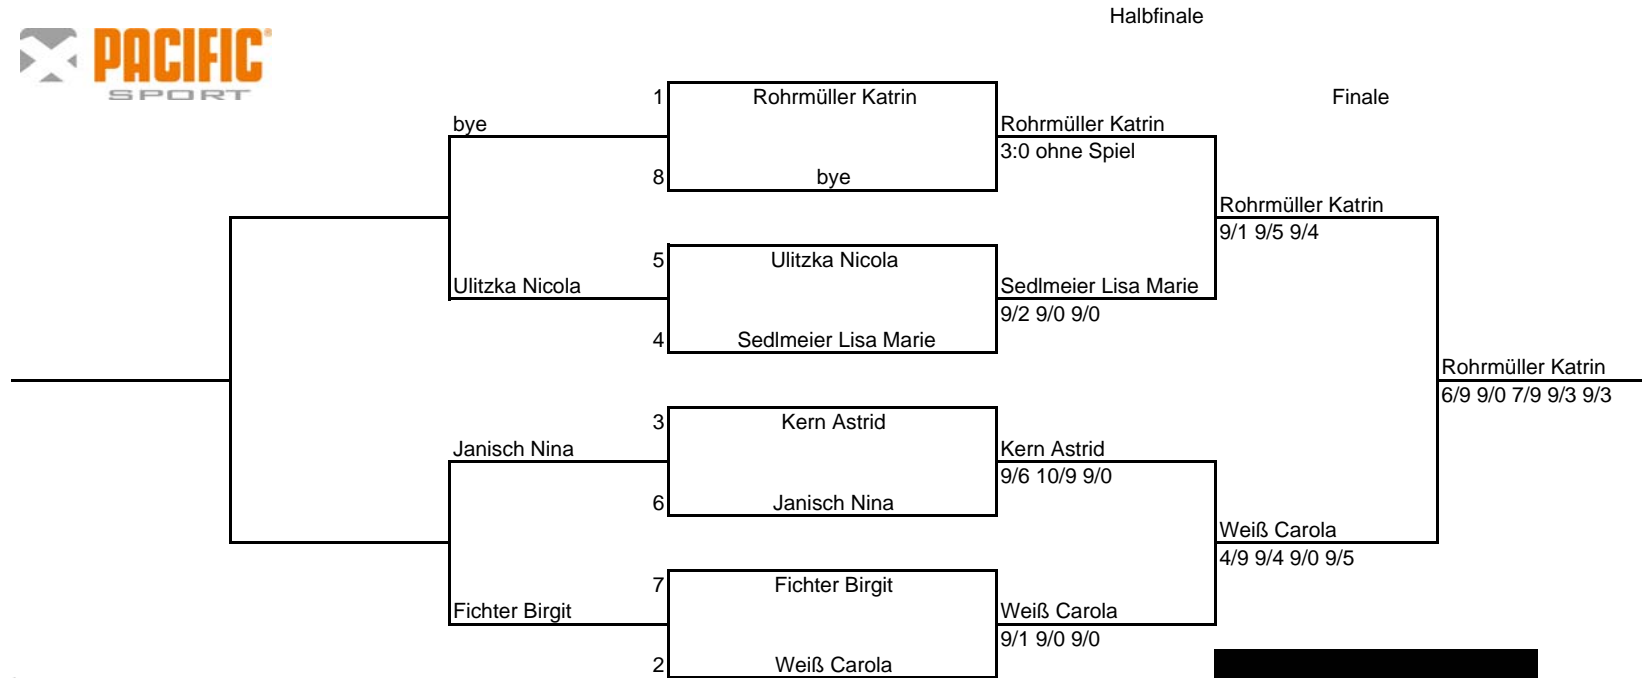 Halbfinale
PACIFIC®
SPORT
1 Rohrmüller Katrin Finale
bye Rohrmüller Katrin
3:0 ohne Spiel
8 bye
Rohrmüller Katrin
9/1 9/5 9/4
5 Ulitzka Nicola
Ulitzka Nicola Sedlmeier Lisa Marie
9/2 9/0 9/0
4 Sedlmeier Lisa Marie
Rohrmüller Katrin
6/9 9/0 7/9 9/3 9/3
3 Kern Astrid
Janisch Nina Kern Astrid
9/6 10/9 9/0
6 Janisch Nina
Weiß Carola
4/9 9/4 9/0 9/5
7 Fichter Birgit
Fichter Birgit Weiß Carola
9/1 9/0 9/0
2 Weiß Carola